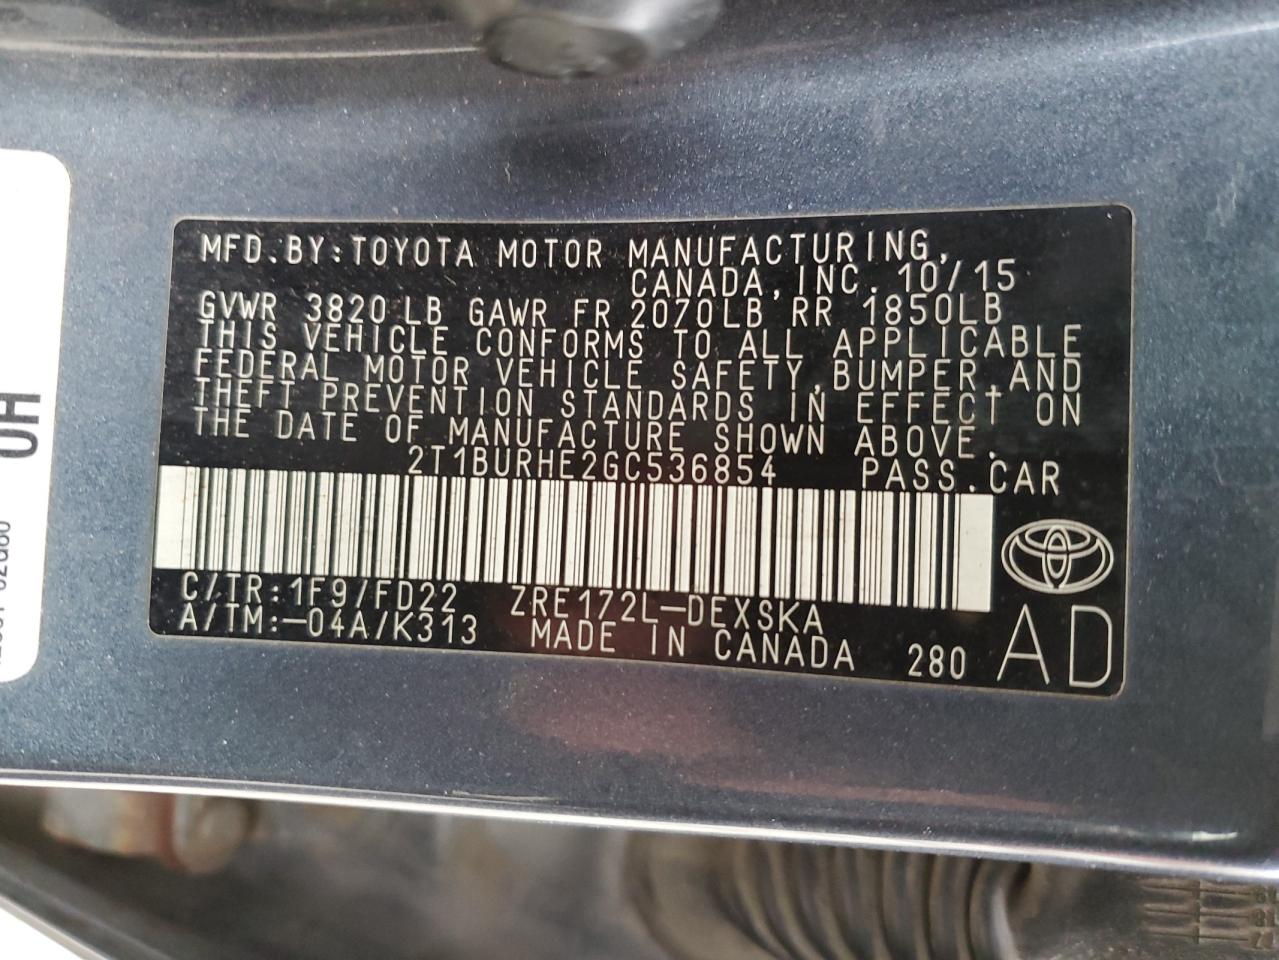 MFD.BY:TOYOTA MOTOR MANUFACTURING,
CANADA,INC. 10/15
GVWR 3820 LB GAWR FR 2070LB RR 1850LB
THIS VEHICLE CONFORMS TO ALL APPLICABLE
FEDERAL MOTOR VEHICLE SAFETY,BUMPER,AND
THEFT PREVENTION STANDARDS IN EFFECT ON
THE DATE OF MANUFACTURE SHOWN ABOVE.
2T1BURHE2GC536854 PASS.CAR
C/TR:1F9/FD22 ZRE172L-DEXSKA
A/TM:-04A/K313 MADE IN CANADA 280 AD